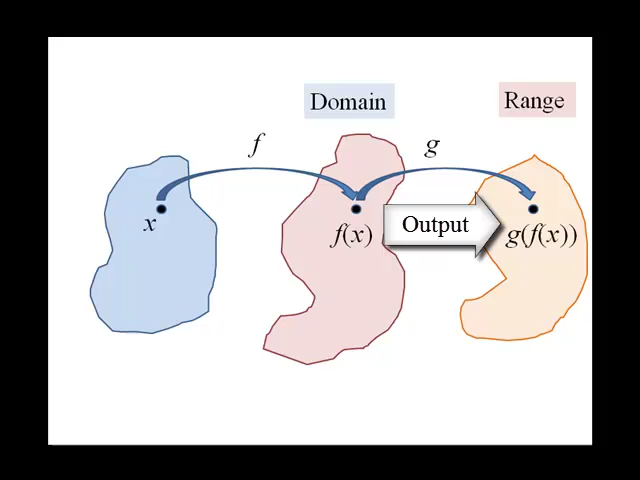 Domain
Range
f
g
x
f(x)
Output
g(f(x))